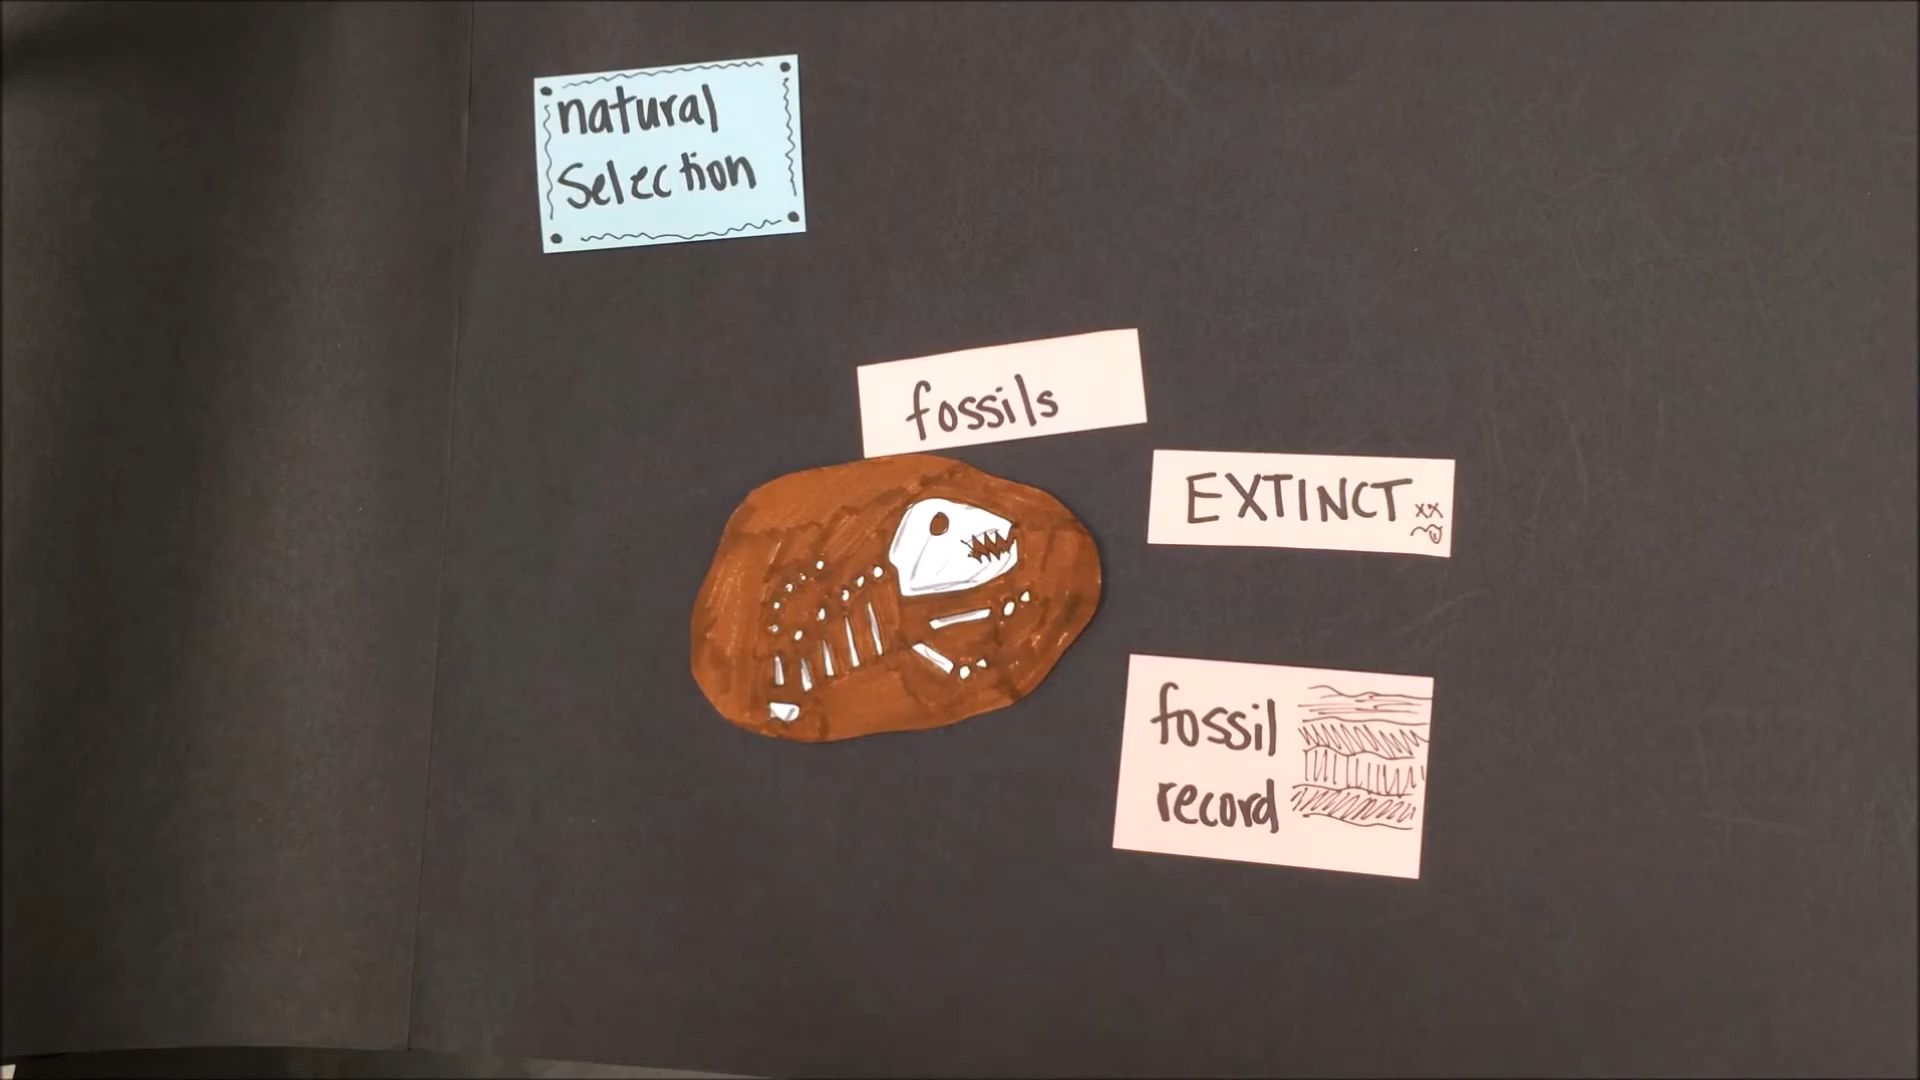 natural
Selection
fossils
EXTINCT
fossil
record